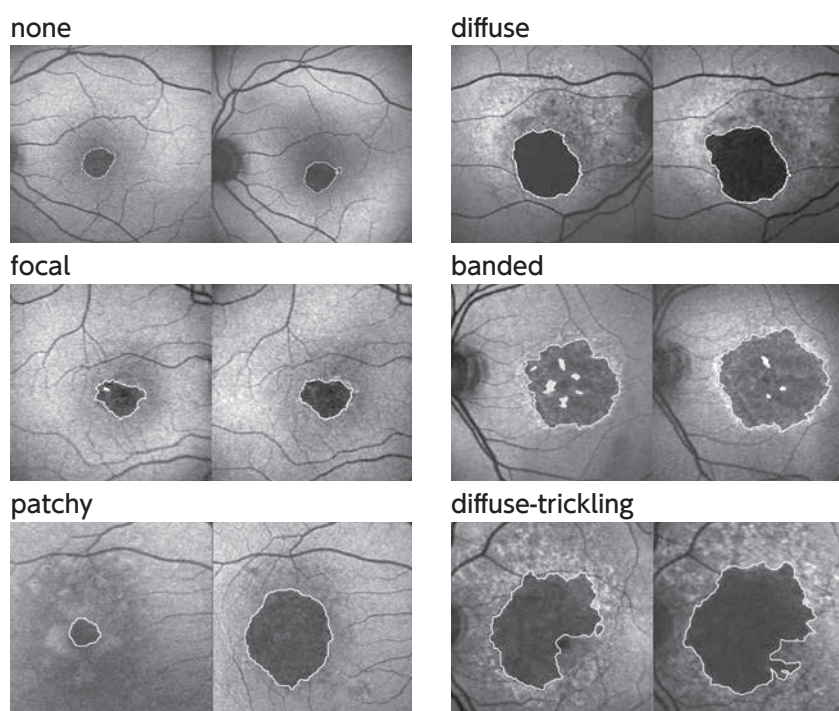 none
diffuse
focal
banded
patchy
diffuse-trickling